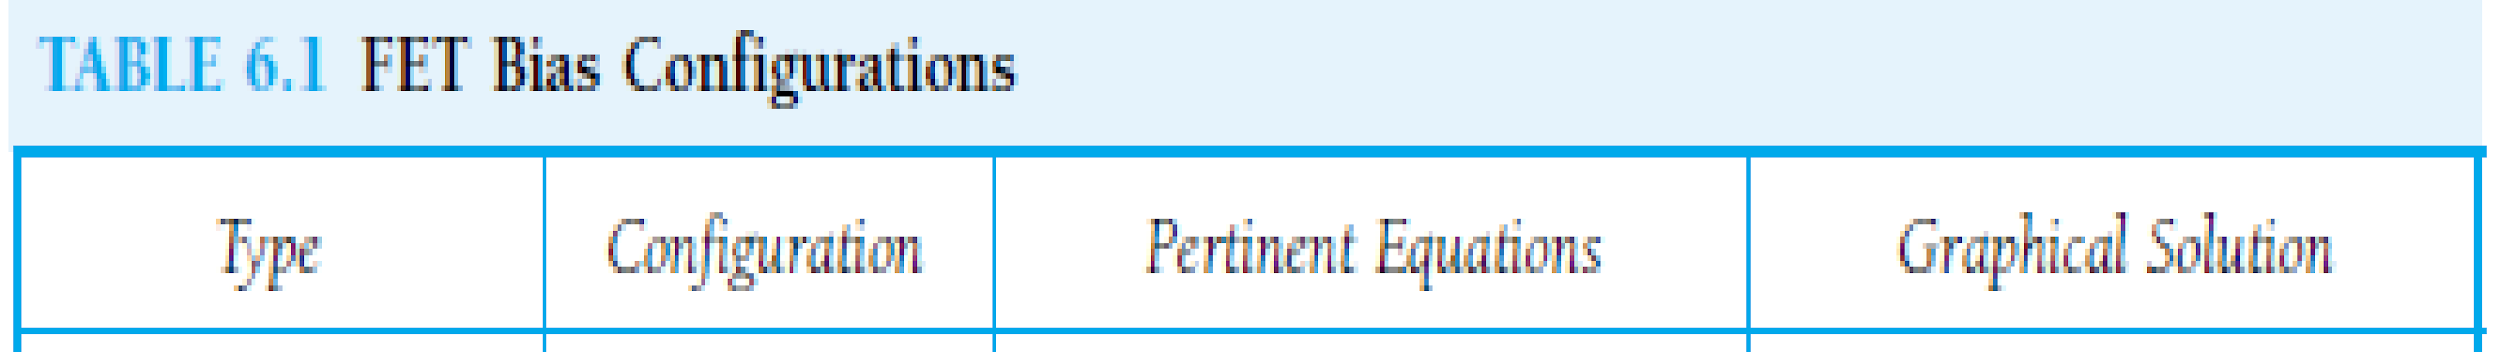 TABLE 6.1 FET Bias Configurations
Type Configuration Pertinent Equations Graphical Solution